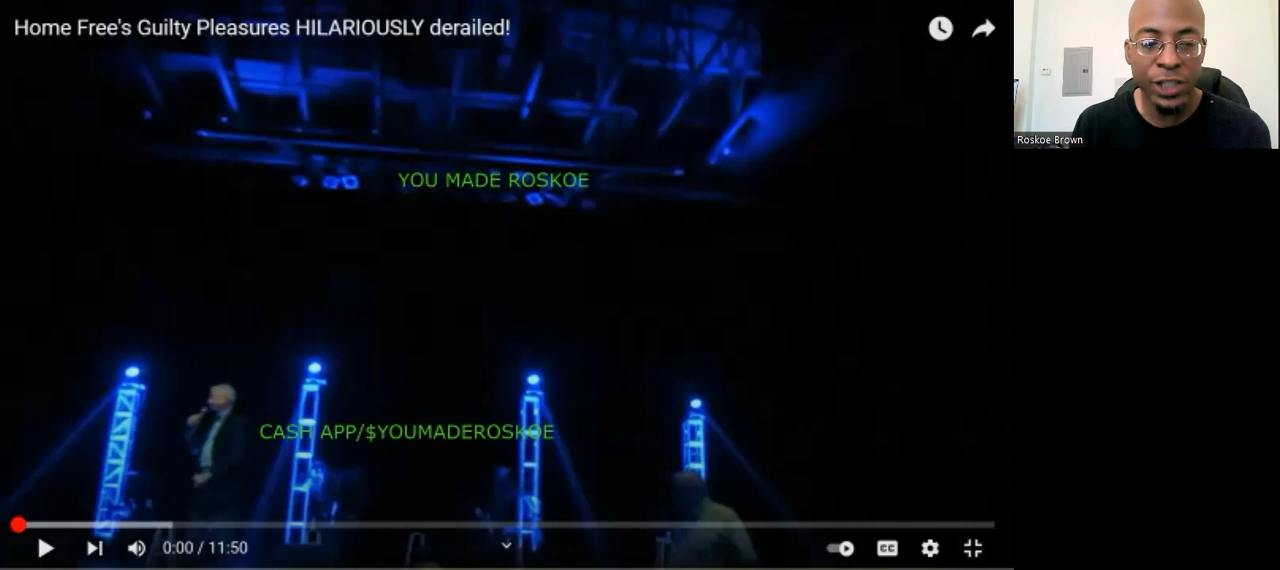 Home Free's Guilty Pleasures HILARIOUSLY derailed!
Roskoe Brown
YOU MADE ROSKOE
CASH APP/$YOUMADEROSKOE
0:00 / 11:50
CC